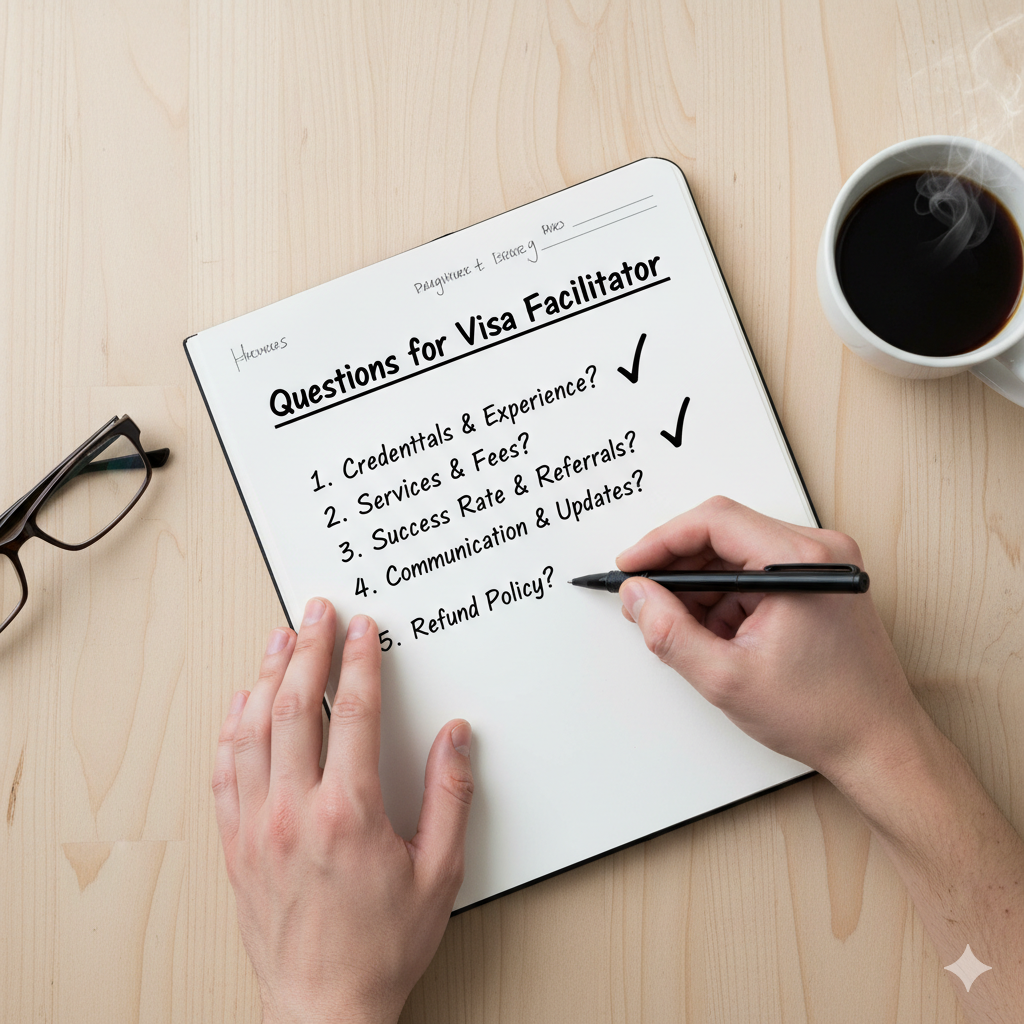 Questions for Visa Facilitator
1. Credenttals & Experience? ✓
2. Services & Fees?
3. Success Rate & Referrals? ✓
4. Communication & Updates?
5. Refund Policy?